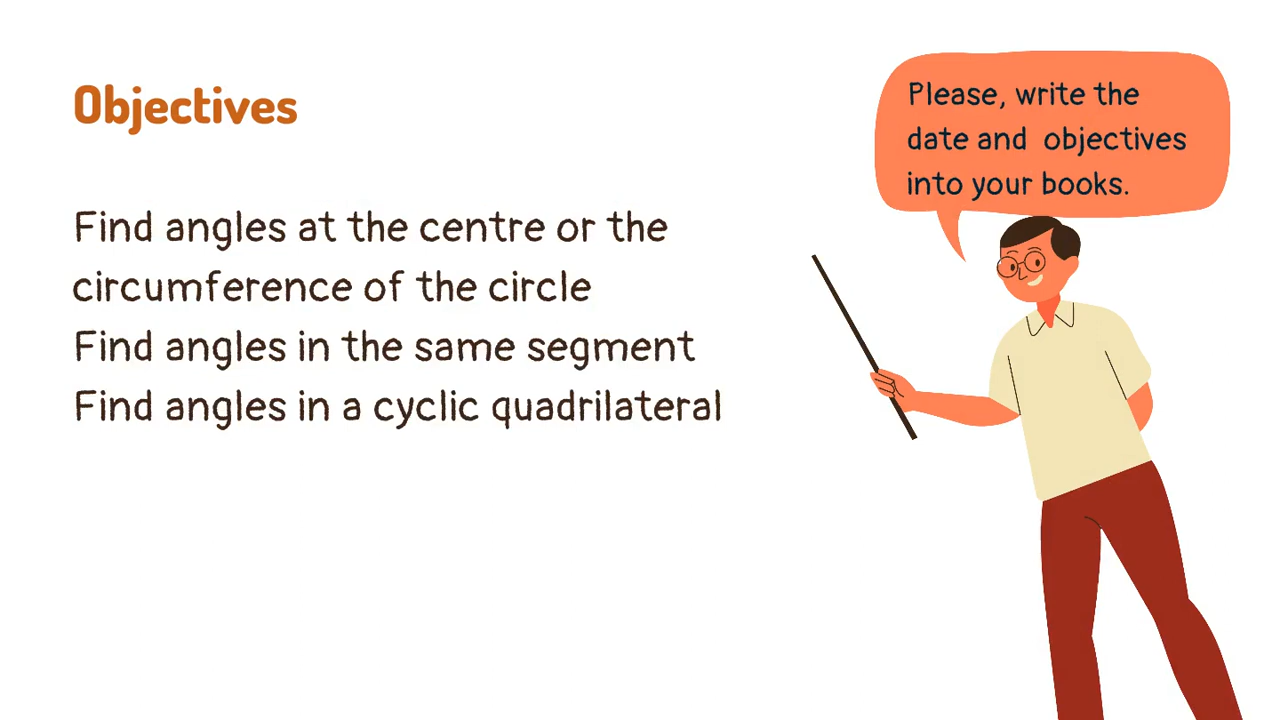 Objectives
Find angles at the centre or the
circumference of the circle
Find angles in the same segment
Find angles in a cyclic quadrilateral
Please, write the
date and objectives
into your books.